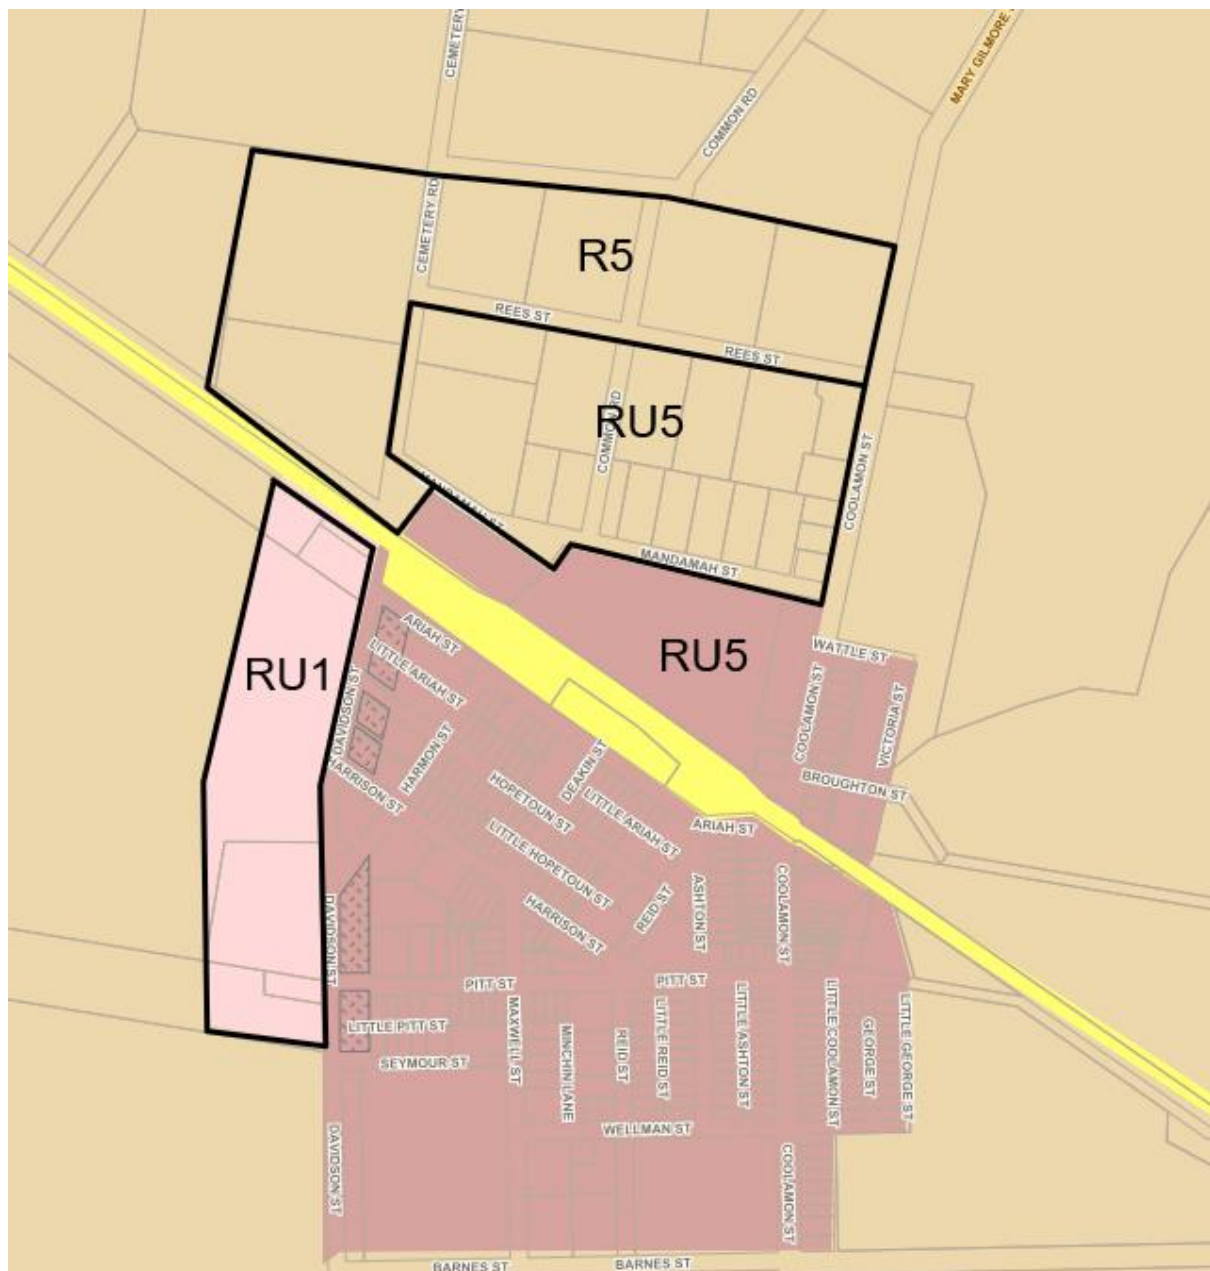 CEMETERY
MARY GILMORE
COMMON RD
CEMETERY RD
R5
REES ST
REES ST
RU5
COMMON RD
COOLAMON ST
MANDAMAH ST
MANDAMAH ST
RU5
WATTLE ST
ARIAH ST
LITTLE ARIAH ST
RU1
DAVIDSON ST
COOLAMON ST
VICTORIA ST
HARMON ST
HARRISON ST
DEAKIN ST
BROUGHTON ST
HOPETOUN ST
LITTLE ARIAH ST
ARIAH ST
LITTLE HOPETOUN ST
HARRISON ST
REID ST
ASHTON ST
COOLAMON ST
DAVIDSON ST
PITT ST
PITT ST
LITTLE PITT ST
SEYMOUR ST
MAXWELL ST
MINCHIN LANE
REID ST
LITTLE REID ST
LITTLE ASHTON ST
LITTLE COOLAMON ST
GEORGE ST
LITTLE GEORGE ST
WELLMAN ST
DAVIDSON ST
COOLAMON ST
BARNES ST
BARNES ST